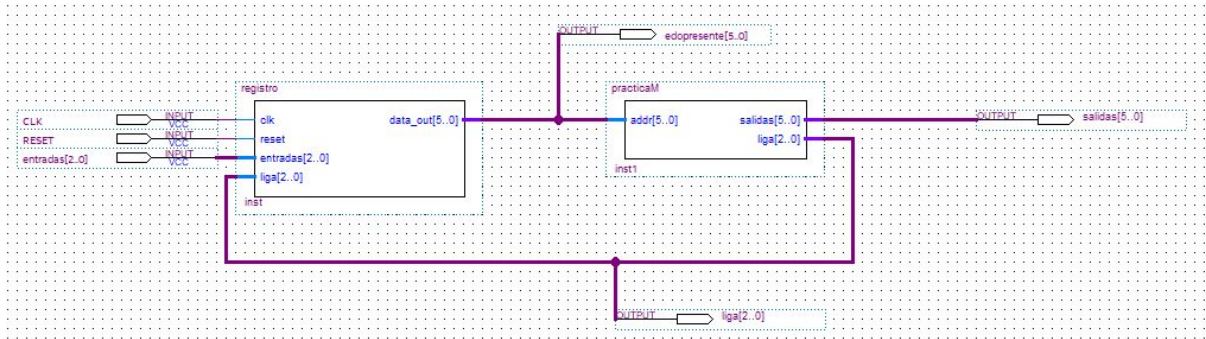 OUTPUT
edopresente[5..0]
registro
practicaM
CLK
INPUT
VCC
clk
data_out[5..0]
addr[5..0]
salidas[5..0]
OUTPUT
salidas[5..0]
RESET
INPUT
VCC
reset
liga[2..0]
entradas[2..0]
INPUT
VCC
entradas[2..0]
liga[2..0]
inst
inst1
OUTPUT
liga[2..0]